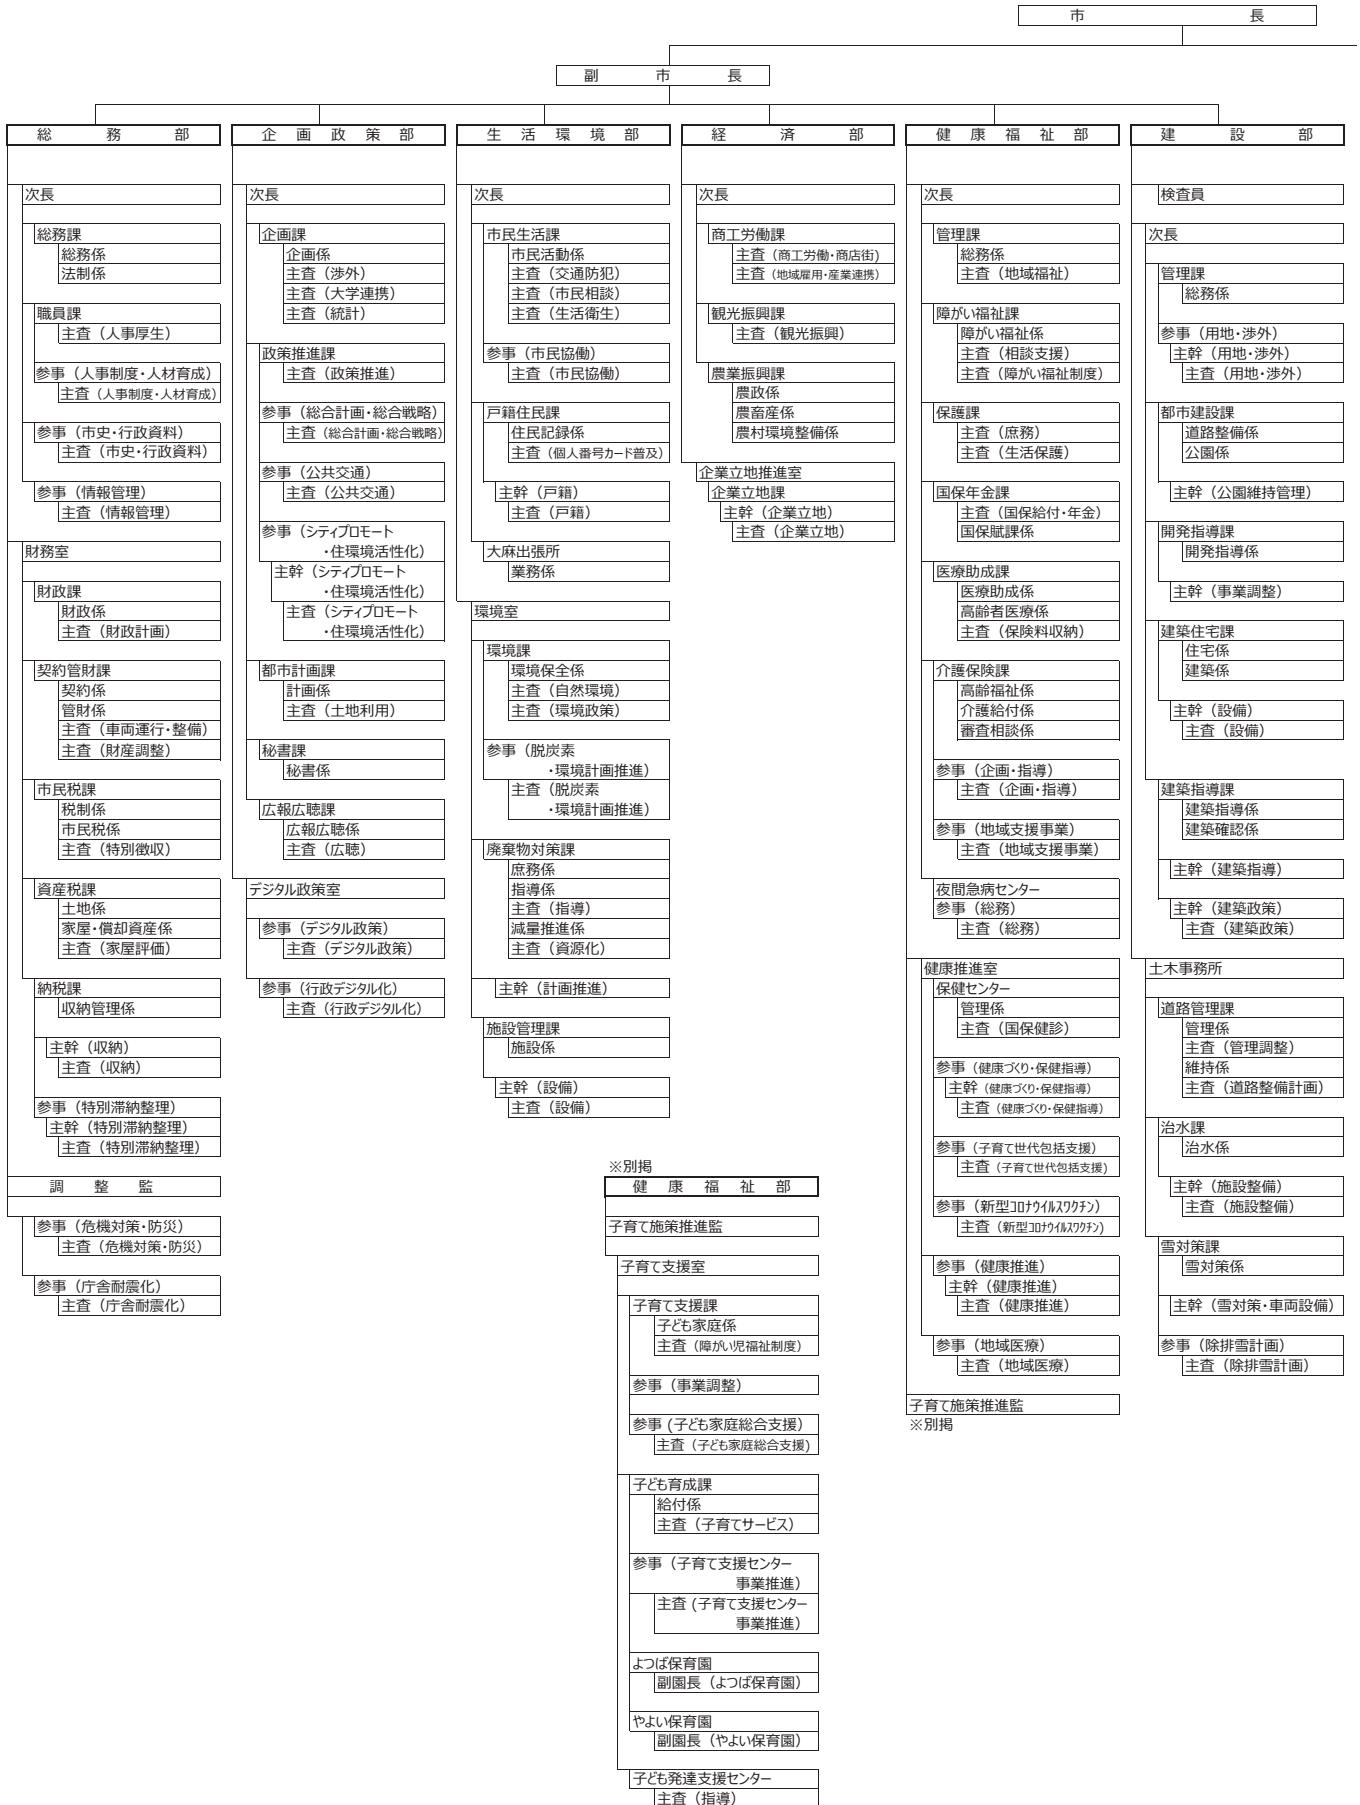 市長
副市長
総務部
次長
総務課
総務係
法制係
職員課
主査（人事厚生）
参事（人事制度・人材育成）
主査（人事制度・人材育成）
参事（市史・行政資料）
主査（市史・行政資料）
参事（情報管理）
主査（情報管理）
財務室
財政課
財政係
主査（財政計画）
契約管財課
契約係
管財係
主査（車両運行・整備）
主査（財産調整）
市民税課
税制係
市民税係
主査（特別徴収）
資産税課
土地係
家屋・償却資産係
主査（家屋評価）
納税課
収納管理係
主幹（収納）
主査（収納）
参事（特別滞納整理）
主幹（特別滞納整理）
主査（特別滞納整理）
調整監
参事（危機対策・防災）
主査（危機対策・防災）
参事（庁舎耐震化）
主査（庁舎耐震化）
企画政策部
次長
企画課
企画係
主査（渉外）
主査（大学連携）
主査（統計）
政策推進課
主査（政策推進）
参事（総合計画・総合戦略）
主査（総合計画・総合戦略）
参事（公共交通）
主査（公共交通）
参事（シティプロモート
・住環境活性化）
主幹（シティプロモート
・住環境活性化）
主査（シティプロモート
・住環境活性化）
都市計画課
計画係
主査（土地利用）
秘書課
秘書係
広報広聴課
広報広聴係
主査（広聴）
デジタル政策室
参事（デジタル政策）
主査（デジタル政策）
参事（行政デジタル化）
主査（行政デジタル化）
生活環境部
次長
市民生活課
市民活動係
主査（交通防犯）
主査（市民相談）
主査（生活衛生）
参事（市民協働）
主査（市民協働）
戸籍住民課
住民記録係
主査（個人番号カード普及）
主幹（戸籍）
主査（戸籍）
大麻出張所
業務係
環境室
環境課
環境保全係
主査（自然環境）
主査（環境政策）
参事（脱炭素
・環境計画推進）
主査（脱炭素
・環境計画推進）
廃棄物対策課
庶務係
指導係
主査（指導）
減量推進係
主査（資源化）
主幹（計画推進）
施設管理課
施設係
主幹（設備）
主査（設備）
経済部
次長
商工労働課
主査（商工労働・商店街）
主査（地域雇用・産業連携）
観光振興課
主査（観光振興）
農業振興課
農政係
農畜産係
農村環境整備係
企業立地推進室
企業立地課
主幹（企業立地）
主査（企業立地）
健康福祉部
次長
管理課
総務係
主査（地域福祉）
障がい福祉課
障がい福祉係
主査（相談支援）
主査（障がい福祉制度）
保護課
主査（庶務）
主査（生活保護）
国保年金課
主査（国保給付・年金）
国保賦課係
医療助成課
医療助成係
高齢者医療係
主査（保険料収納）
介護保険課
高齢福祉係
介護給付係
審査相談係
参事（企画・指導）
主査（企画・指導）
参事（地域支援事業）
主査（地域支援事業）
夜間急病センター
参事（総務）
主査（総務）
健康推進室
保健センター
管理係
主査（国保健診）
参事（健康づくり・保健指導）
主幹（健康づくり・保健指導）
主査（健康づくり・保健指導）
参事（子育て世代包括支援）
主査（子育て世代包括支援）
参事（新型コロナウイルスワクチン）
主査（新型コロナウイルスワクチン）
参事（健康推進）
主幹（健康推進）
主査（健康推進）
参事（地域医療）
主査（地域医療）
子育て施策推進監
※別掲
建設部
検査員
次長
管理課
総務係
参事（用地・渉外）
主幹（用地・渉外）
主査（用地・渉外）
都市建設課
道路整備係
公園係
主幹（公園維持管理）
開発指導課
開発指導係
主幹（事業調整）
建築住宅課
住宅係
建築係
主幹（設備）
主査（設備）
建築指導課
建築指導係
建築確認係
主幹（建築指導）
主幹（建築政策）
主査（建築政策）
土木事務所
道路管理課
管理係
主査（管理調整）
維持係
主査（道路整備計画）
治水課
治水係
主幹（施設整備）
主査（施設整備）
雪対策課
雪対策係
主幹（雪対策・車両設備）
参事（除排雪計画）
主査（除排雪計画）
※別掲
健康福祉部
子育て施策推進監
子育て支援室
子育て支援課
子ども家庭係
主査（障がい児福祉制度）
参事（事業調整）
参事（子ども家庭総合支援）
主査（子ども家庭総合支援）
子ども育成課
給付係
主査（子育てサービス）
参事（子育て支援センター
事業推進）
主査（子育て支援センター
事業推進）
よつば保育園
副園長（よつば保育園）
やよい保育園
副園長（やよい保育園）
子ども発達支援センター
主査（指導）